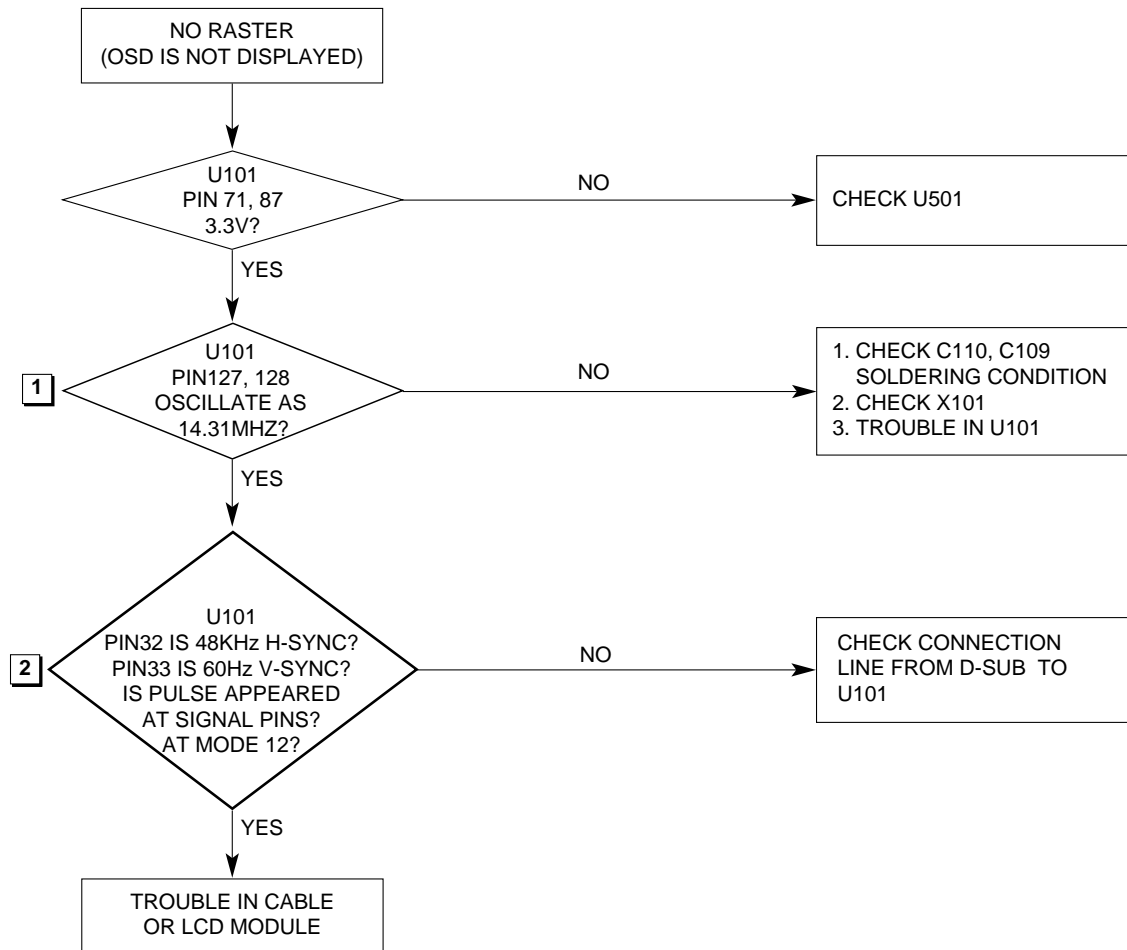 NO RASTER
(OSD IS NOT DISPLAYED)
U101
PIN 71, 87
3.3V?
NO
CHECK U501
YES
1
U101
PIN127, 128
OSCILLATE AS
14.31MHZ?
NO
1. CHECK C110, C109
SOLDERING CONDITION
2. CHECK X101
3. TROUBLE IN U101
YES
2
U101
PIN32 IS 48KHz H-SYNC?
PIN33 IS 60Hz V-SYNC?
IS PULSE APPEARED
AT SIGNAL PINS?
AT MODE 12?
NO
CHECK CONNECTION
LINE FROM D-SUB TO
U101
YES
TROUBLE IN CABLE
OR LCD MODULE